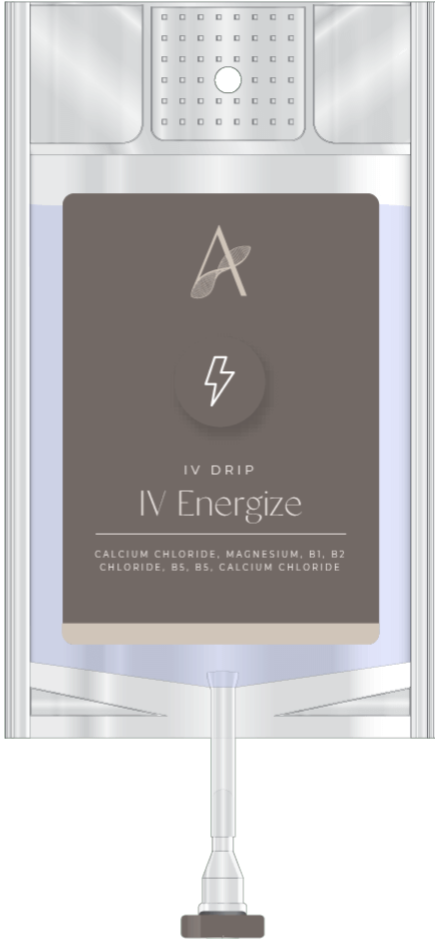 IV DRIP
IV Energize
CALCIUM CHLORIDE, MAGNESIUM, B1, B2
CHLORIDE, B5, B5, CALCIUM CHLORIDE